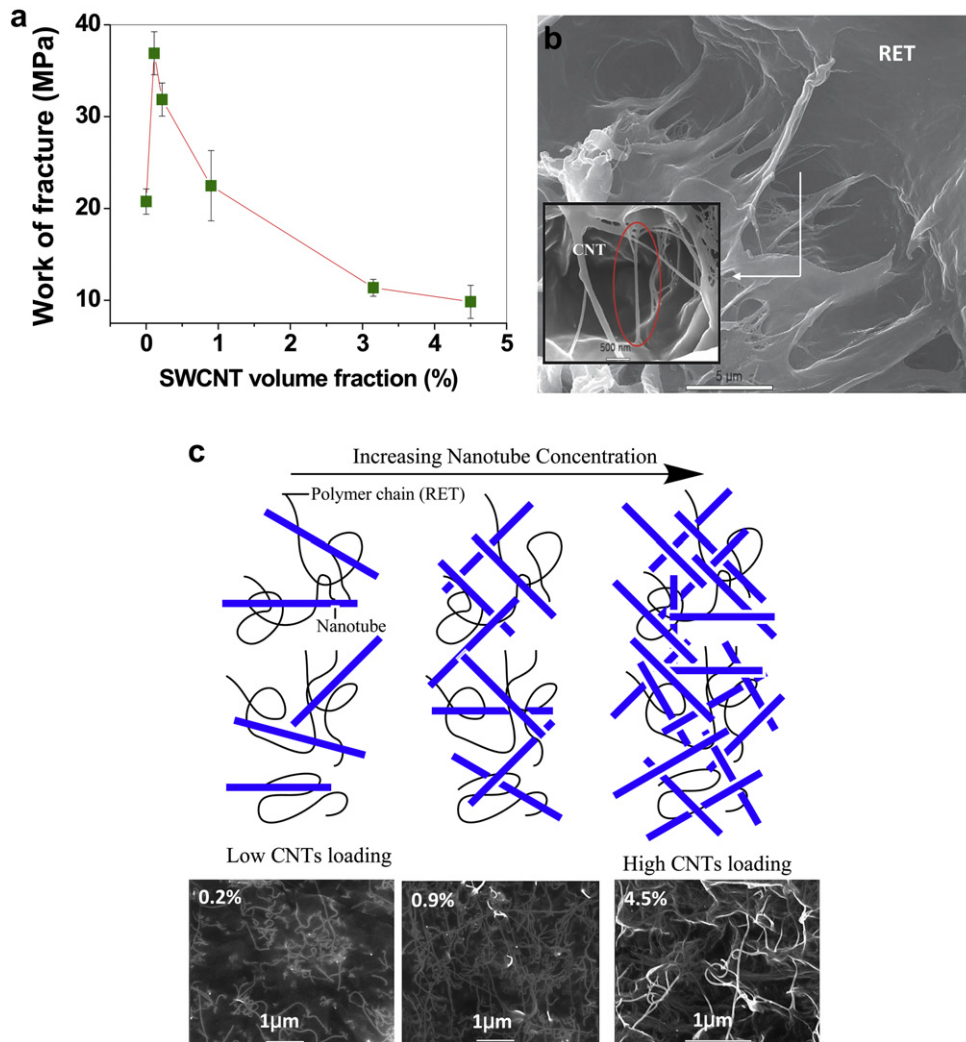 a
Work of fracture (MPa)
40
30
20
10
0
1
2
3
4
5
SWCNT volume fraction (%)
b
RET
CNT
500 nm
5 µm
c
Increasing Nanotube Concentration
Polymer chain (RET)
Nanotube
Low CNTs loading
High CNTs loading
0.2%
0.9%
4.5%
1µm
1µm
1µm